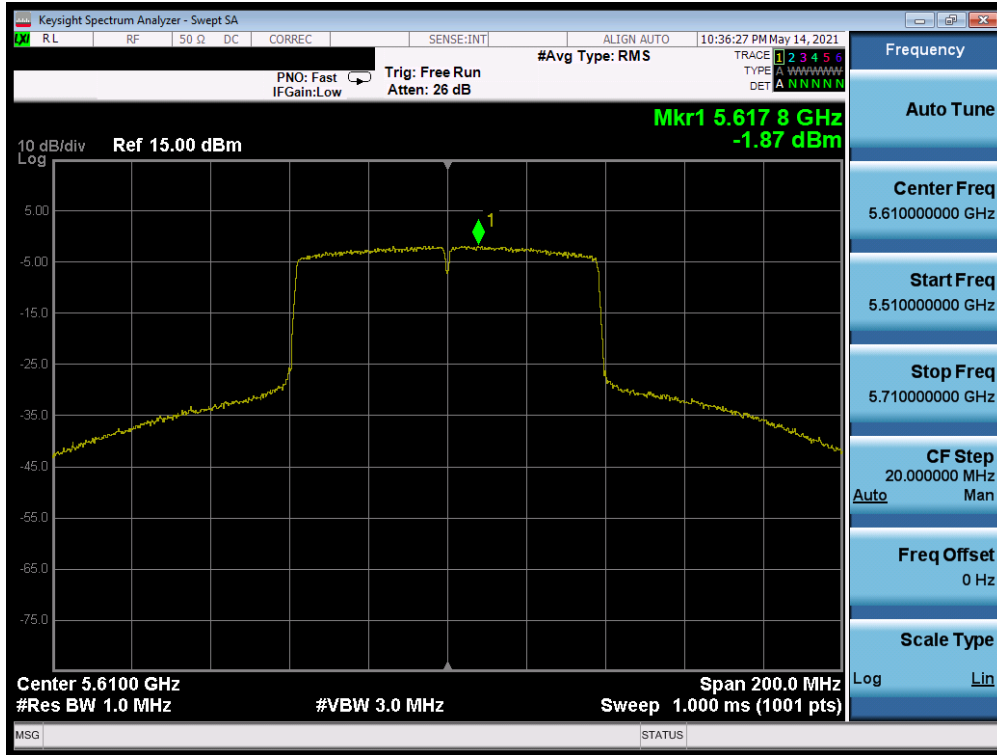 Keysight Spectrum Analyzer - Swept SA
LXI RL RF 50 Ω DC CORREC SENSE:INT ALIGN AUTO 10:36:27 PM May 14, 2021
#Avg Type: RMS TRACE 1 2 3 4 5 6
PNO: Fast Trig: Free Run TYPE A WWWWW
IFGain:Low Atten: 26 dB DET A N N N N N
Mkr1 5.617 8 GHz
-1.87 dBm
10 dB/div Ref 15.00 dBm
Log
1
5.00
-5.00
-15.0
-25.0
-35.0
-45.0
-55.0
-65.0
-75.0
Center 5.6100 GHz Span 200.0 MHz
#Res BW 1.0 MHz #VBW 3.0 MHz Sweep 1.000 ms (1001 pts)
MSG STATUS
Frequency
Auto Tune
Center Freq
5.610000000 GHz
Start Freq
5.510000000 GHz
Stop Freq
5.710000000 GHz
CF Step
20.000000 MHz
Auto Man
Freq Offset
0 Hz
Scale Type
Log Lin